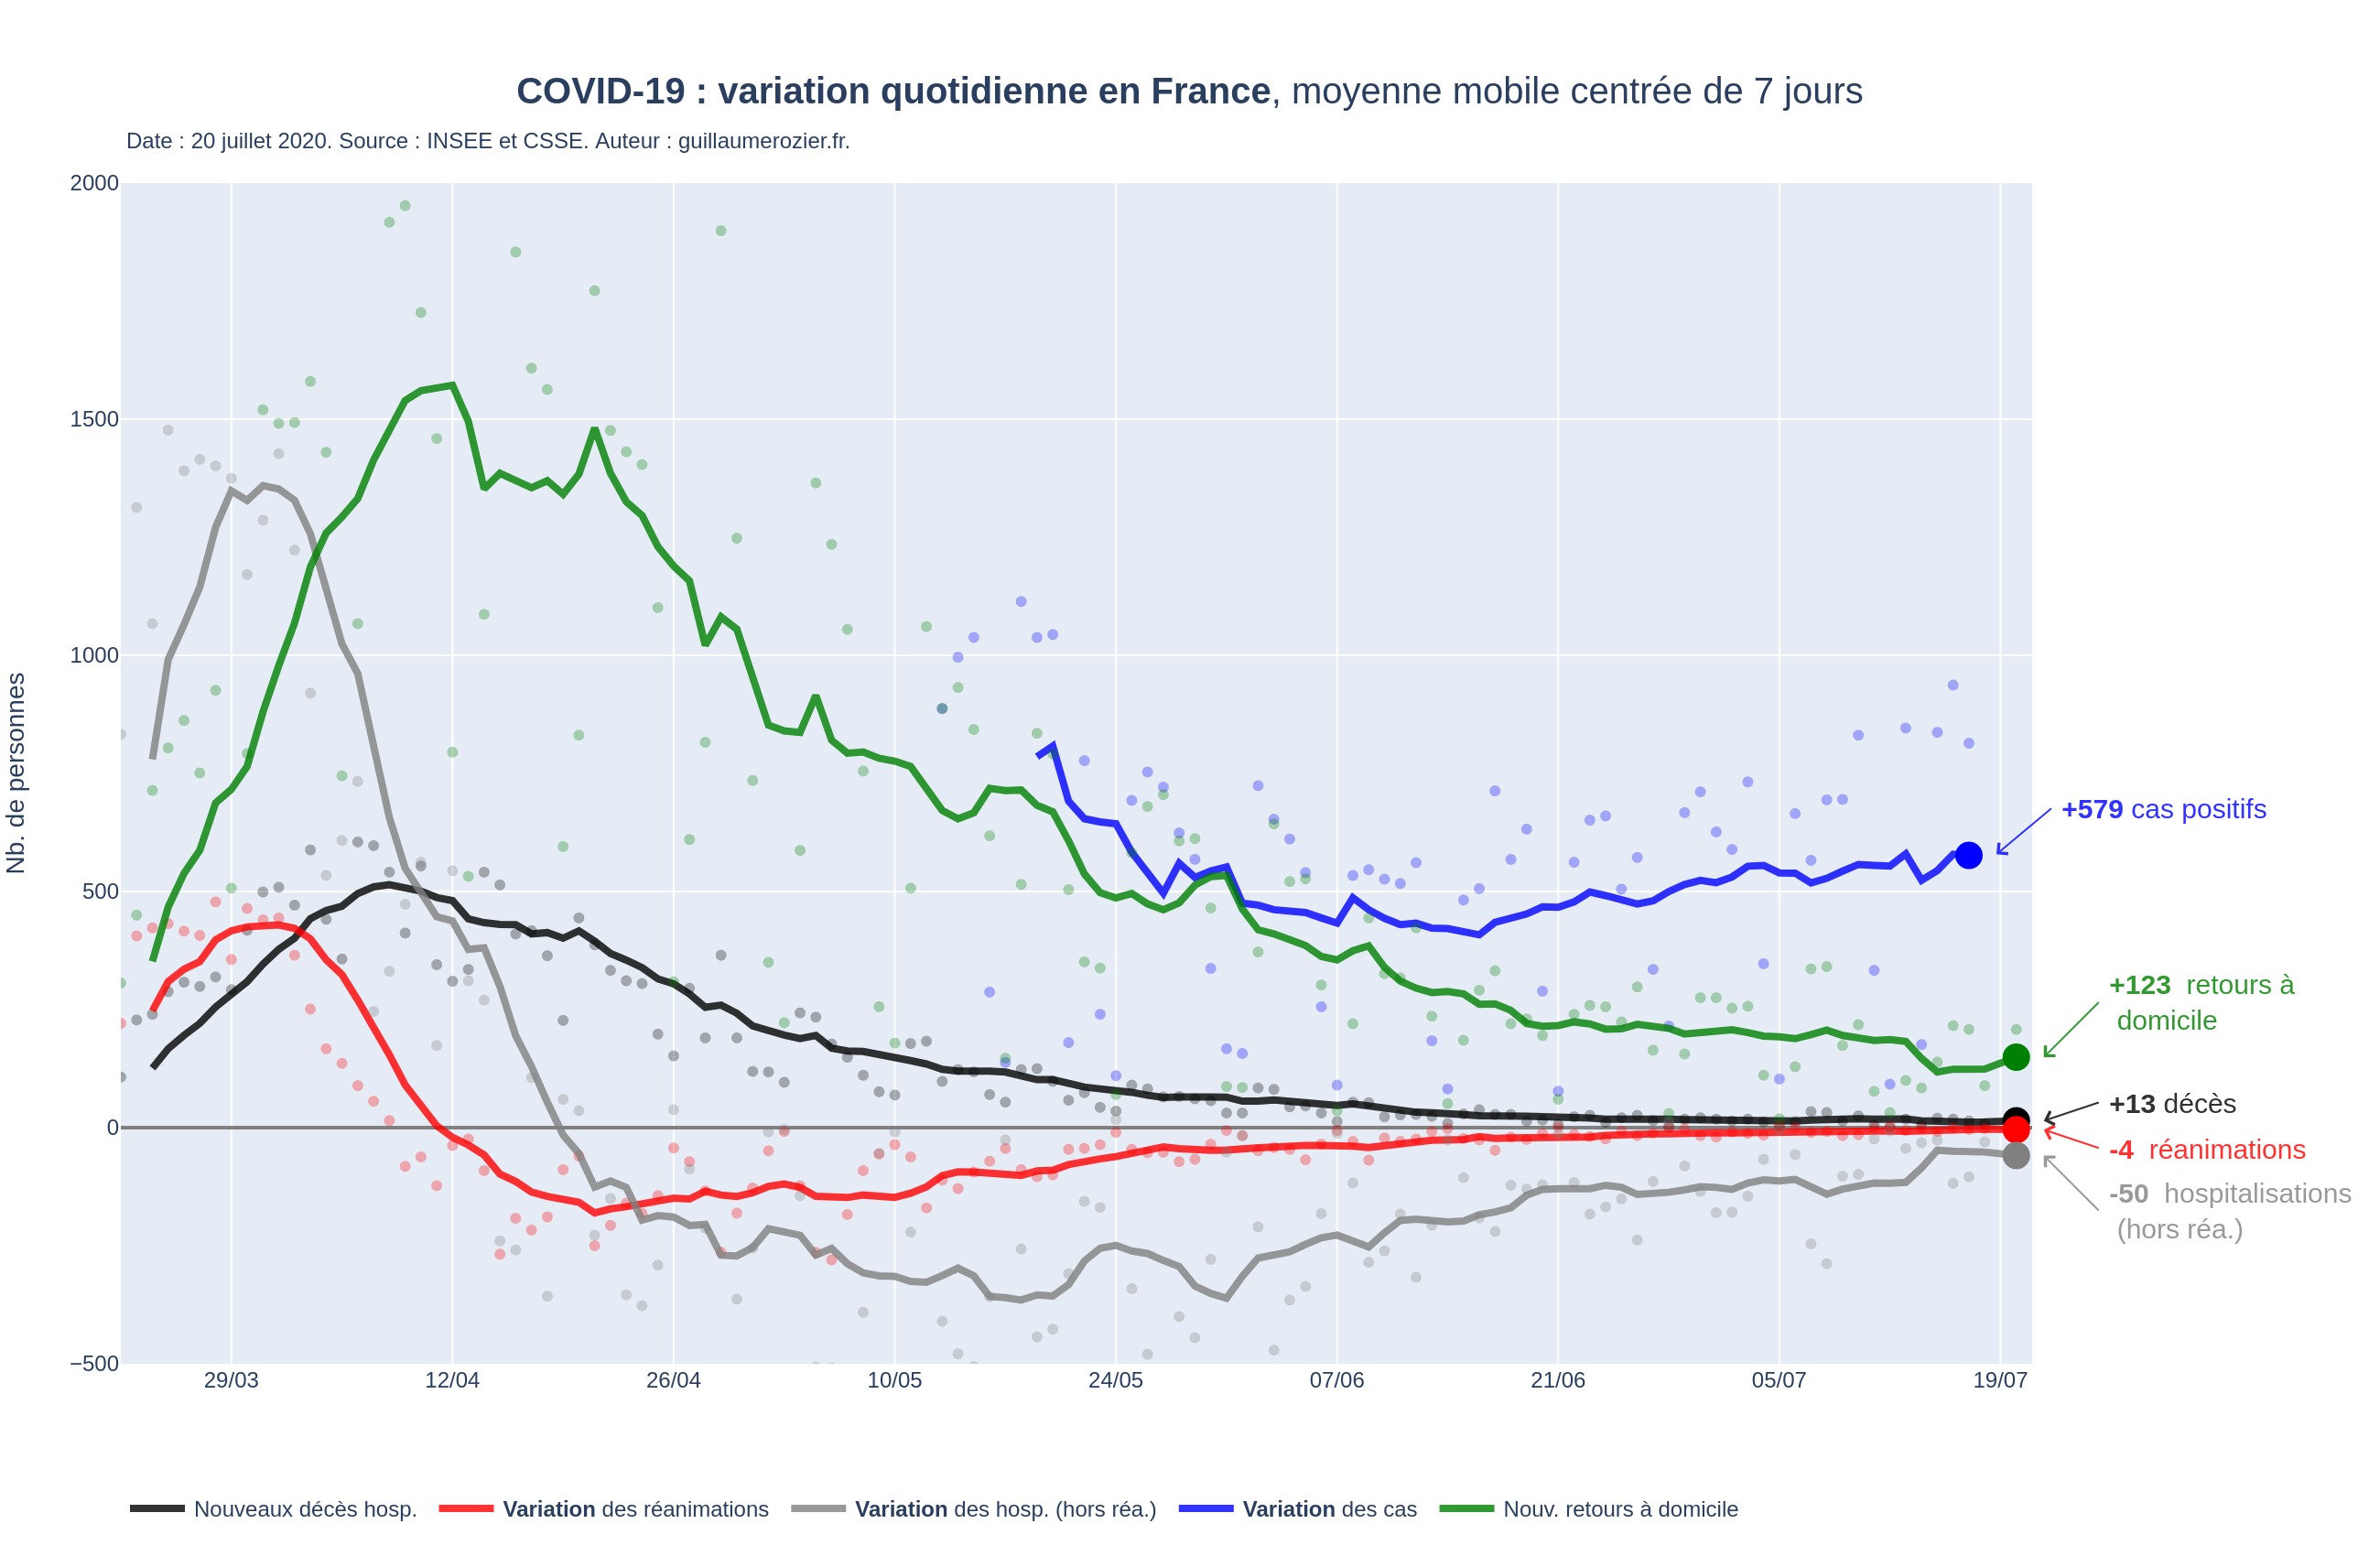 COVID-19 : variation quotidienne en France, moyenne mobile centrée de 7 jours
Date : 20 juillet 2020. Source : INSEE et CSSE. Auteur : guillaumerozier.fr.
Nb. de personnes
2000
1500
1000
500
0
−500
29/03 12/04 26/04 10/05 24/05 07/06 21/06 05/07 19/07
+579 cas positifs
+123 retours à
domicile
+13 décès
-4 réanimations
-50 hospitalisations
(hors réa.)
Nouveaux décès hosp. Variation des réanimations Variation des hosp. (hors réa.) Variation des cas Nouv. retours à domicile